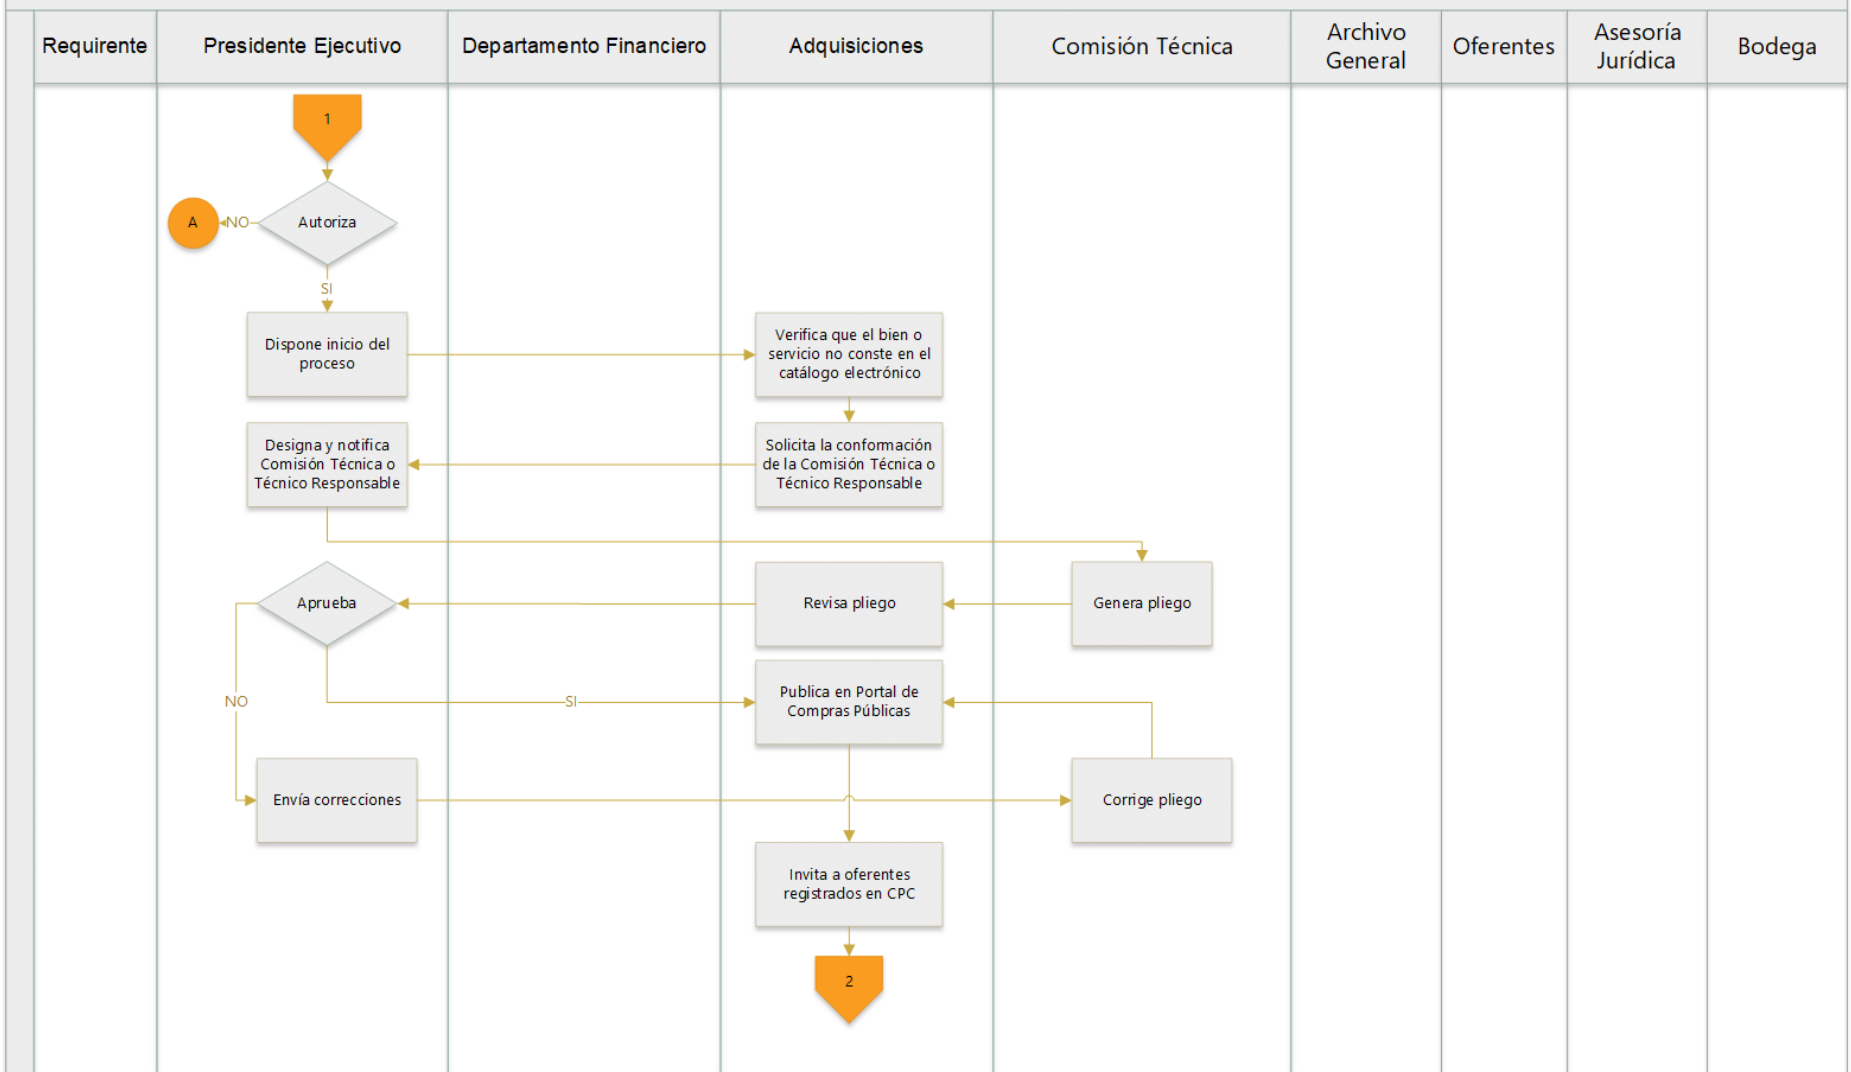 Requirente
Presidente Ejecutivo
Departamento Financiero
Adquisiciones
Comisión Técnica
Archivo
General
Oferentes
Asesoría
Jurídica
Bodega
1
A
NO
Autoriza
SI
Dispone inicio del
proceso
Verifica que el bien o
servicio no conste en el
catálogo electrónico
Designa y notifica
Comisión Técnica o
Técnico Responsable
Solicita la conformación
de la Comisión Técnica o
Técnico Responsable
Aprueba
Revisa pliego
Genera pliego
NO
SI
Publica en Portal de
Compras Públicas
Envía correcciones
Corrige pliego
Invita a oferentes
registrados en CPC
2